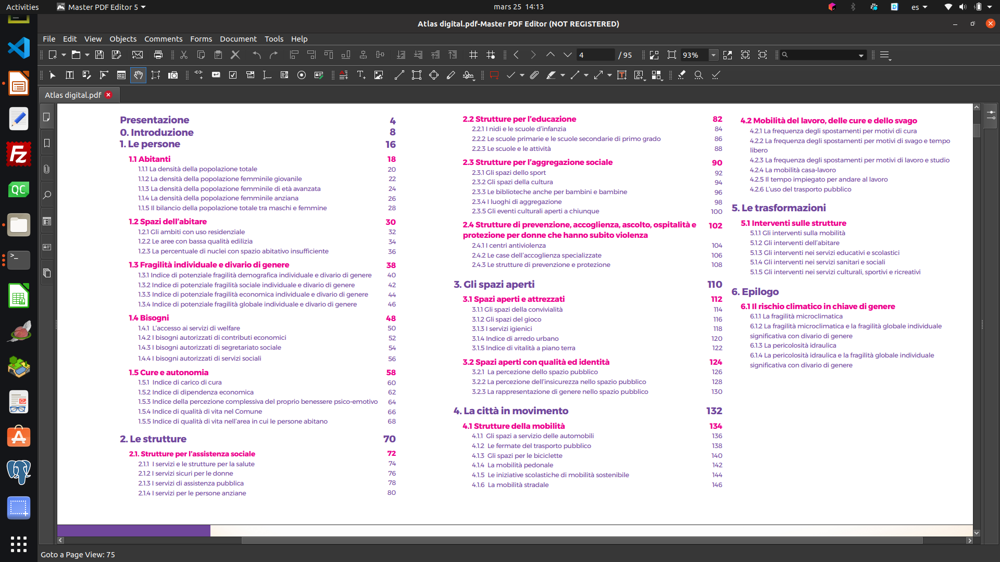 Activities
Master PDF Editor 5
mars 25 14:13
es
Atlas digital.pdf-Master PDF Editor (NOT REGISTERED)
File Edit View Objects Comments Forms Document Tools Help
4 / 95
93%
Atlas digital.pdf
Presentazione 4
0. Introduzione 8
1. Le persone 16
1.1 Abitanti 18
1.1.1 La densità della popolazione totale 20
1.1.2 La densità della popolazione femminile giovanile 22
1.1.3 La densità della popolazione femminile di età avanzata 24
1.1.4 La densità della popolazione femminile anziana 26
1.1.5 Il bilancio della popolazione totale tra maschi e femmine 28
1.2 Spazi dell'abitare 30
1.2.1 Gli ambiti con uso residenziale 32
1.2.2 Le aree con bassa qualità edilizia 34
1.2.3 La percentuale di nuclei con spazio abitativo insufficiente 36
1.3 Fragilità individuale e divario di genere 38
1.3.1 Indice di potenziale fragilità demografica individuale e divario di genere 40
1.3.2 Indice di potenziale fragilità sociale individuale e divario di genere 42
1.3.3 Indice di potenziale fragilità economica individuale e divario di genere 44
1.3.4 Indice di potenziale fragilità globale individuale e divario di genere 46
1.4 Bisogni 48
1.4.1 L'accesso ai servizi di welfare 50
1.4.2 I bisogni autorizzati di contributi economici 52
1.4.3 I bisogni autorizzati di segretariato sociale 54
1.4.4 I bisogni autorizzati di servizi sociali 56
1.5 Cure e autonomia 58
1.5.1 Indice di carico di cura 60
1.5.2 Indice di dipendenza economica 62
1.5.3 Indice della percezione complessiva del proprio benessere psico-emotivo 64
1.5.4 Indice di qualità di vita nel Comune 66
1.5.5 Indice di qualità di vita nell'area in cui le persone abitano 68
2. Le strutture 70
2.1. Strutture per l'assistenza sociale 72
2.1.1 I servizi e le strutture per la salute 74
2.1.2 I servizi sicuri per le donne 76
2.1.3 I servizi di assistenza pubblica 78
2.1.4 I servizi per le persone anziane 80
2.2 Strutture per l'educazione 82
2.2.1 I nidi e le scuole d'infanzia 84
2.2.2 Le scuole primarie e le scuole secondarie di primo grado 86
2.2.3 Le scuole e le attività 88
2.3 Strutture per l'aggregazione sociale 90
2.3.1 Gli spazi dello sport 92
2.3.2 Gli spazi della cultura 94
2.3.3 Le biblioteche anche per bambini e bambine 96
2.3.4 I luoghi di aggregazione 98
2.3.5 Gli eventi culturali aperti a chiunque 100
2.4 Strutture di prevenzione, accoglienza, ascolto, ospitalità e 102
protezione per donne che hanno subito violenza
2.4.1 I centri antiviolenza 104
2.4.2 Le case dell'accoglienza specializzate 106
2.4.3 Le strutture di prevenzione e protezione 108
3. Gli spazi aperti 110
3.1 Spazi aperti e attrezzati 112
3.1.1 Gli spazi della convivialità 114
3.1.2 Gli spazi del gioco 116
3.1.3 I servizi igienici 118
3.1.4 Indice di arredo urbano 120
3.1.5 Indice di vitalità a piano terra 122
3.2 Spazi aperti con qualità ed identità 124
3.2.1 La percezione dello spazio pubblico 126
3.2.2 La percezione dell'insicurezza nello spazio pubblico 128
3.2.3 La rappresentazione di genere nello spazio pubblico 130
4. La città in movimento 132
4.1 Strutture della mobilità 134
4.1.1 Gli spazi a servizio delle automobili 136
4.1.2 Le fermate del trasporto pubblico 138
4.1.3 Gli spazi per le biciclette 140
4.1.4 La mobilità pedonale 142
4.1.5 Le iniziative scolastiche di mobilità sostenibile 144
4.1.6 La mobilità stradale 146
4.2 Mobilità del lavoro, delle cure e dello svago
4.2.1 La frequenza degli spostamenti per motivi di cura
4.2.2 La frequenza degli spostamenti per motivi di svago e tempo
libero
4.2.3 La frequenza degli spostamenti per motivi di lavoro e studio
4.2.4 La mobilità casa-lavoro
4.2.5 Il tempo impiegato per andare al lavoro
4.2.6 L'uso del trasporto pubblico
5. Le trasformazioni
5.1 Interventi sulle strutture
5.1.1 Gli interventi sulla mobilità
5.1.2 Gli interventi dell'abitare
5.1.3 Gli interventi nei servizi educativi e scolastici
5.1.4 Gli interventi nei servizi sanitari e sociali
5.1.5 Gli interventi nei servizi culturali, sportivi e ricreativi
6. Epilogo
6.1 Il rischio climatico in chiave di genere
6.1.1 La fragilità microclimatica
6.1.2 La fragilità microclimatica e la fragilità globale individuale
significativa con divario di genere
6.1.3 La pericolosità idraulica
6.1.4 La pericolosità idraulica e la fragilità globale individuale
significativa con divario di genere
Goto a Page View: 75